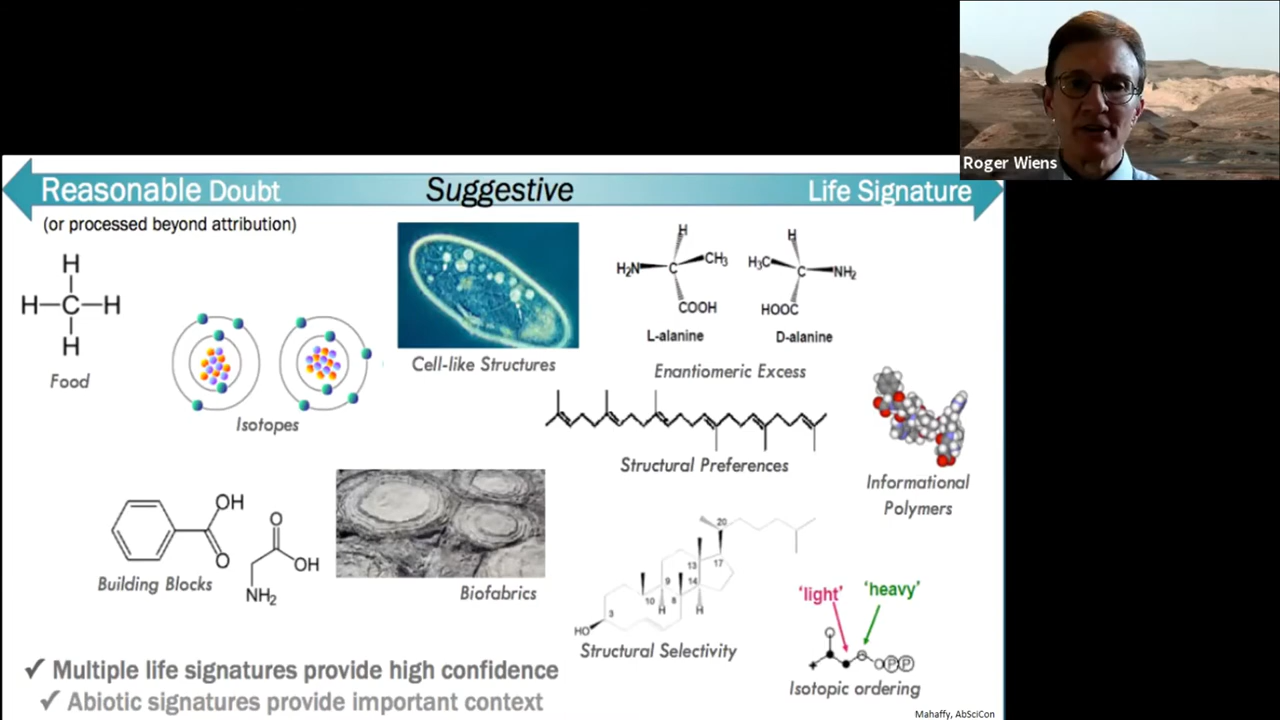 Roger Wiens
Reasonable Doubt
Suggestive
Life Signature
(or processed beyond attribution)
H
H C H
H
Food
Isotopes
Cell-like Structures
H
H₂N C CH₃
COOH
L-alanine
H
H₃C C NH₂
HOOC
D-alanine
Enantiomeric Excess
Structural Preferences
Informational
Polymers
OH
O
Building Blocks
O
OH
NH₂
Biofabrics
20
17
13
14
9
10
8
H
H
3
HO
Structural Selectivity
'light'
'heavy'
O P P
Isotopic ordering
✓ Multiple life signatures provide high confidence
✓ Abiotic signatures provide important context
Mahaffy, AbSciCon